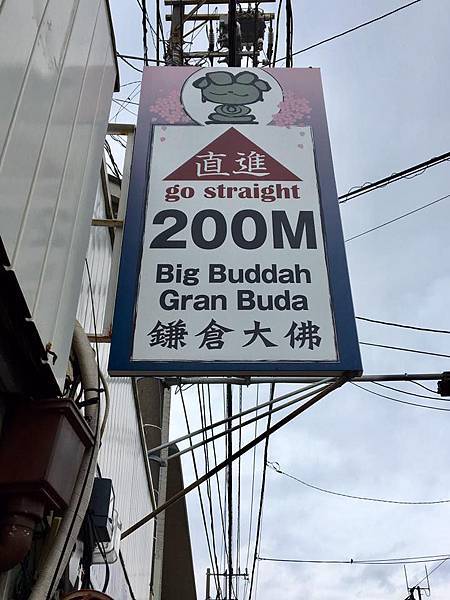 直進
go straight
200M
Big Buddah
Gran Buda
鎌倉大佛